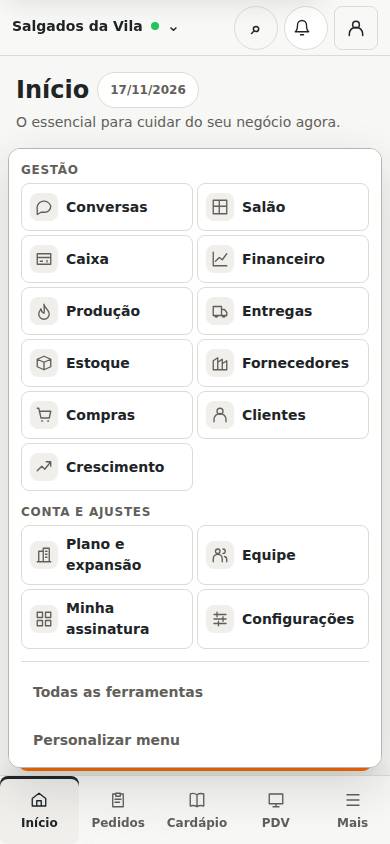 Salgados da Vila
Início
17/11/2026
O essencial para cuidar do seu negócio agora.
GESTÃO
Conversas
Salão
Caixa
Financeiro
Produção
Entregas
Estoque
Fornecedores
Compras
Clientes
Crescimento
CONTA E AJUSTES
Plano e
expansão
Equipe
Minha
assinatura
Configurações
Todas as ferramentas
Personalizar menu
Início
Pedidos
Cardápio
PDV
Mais